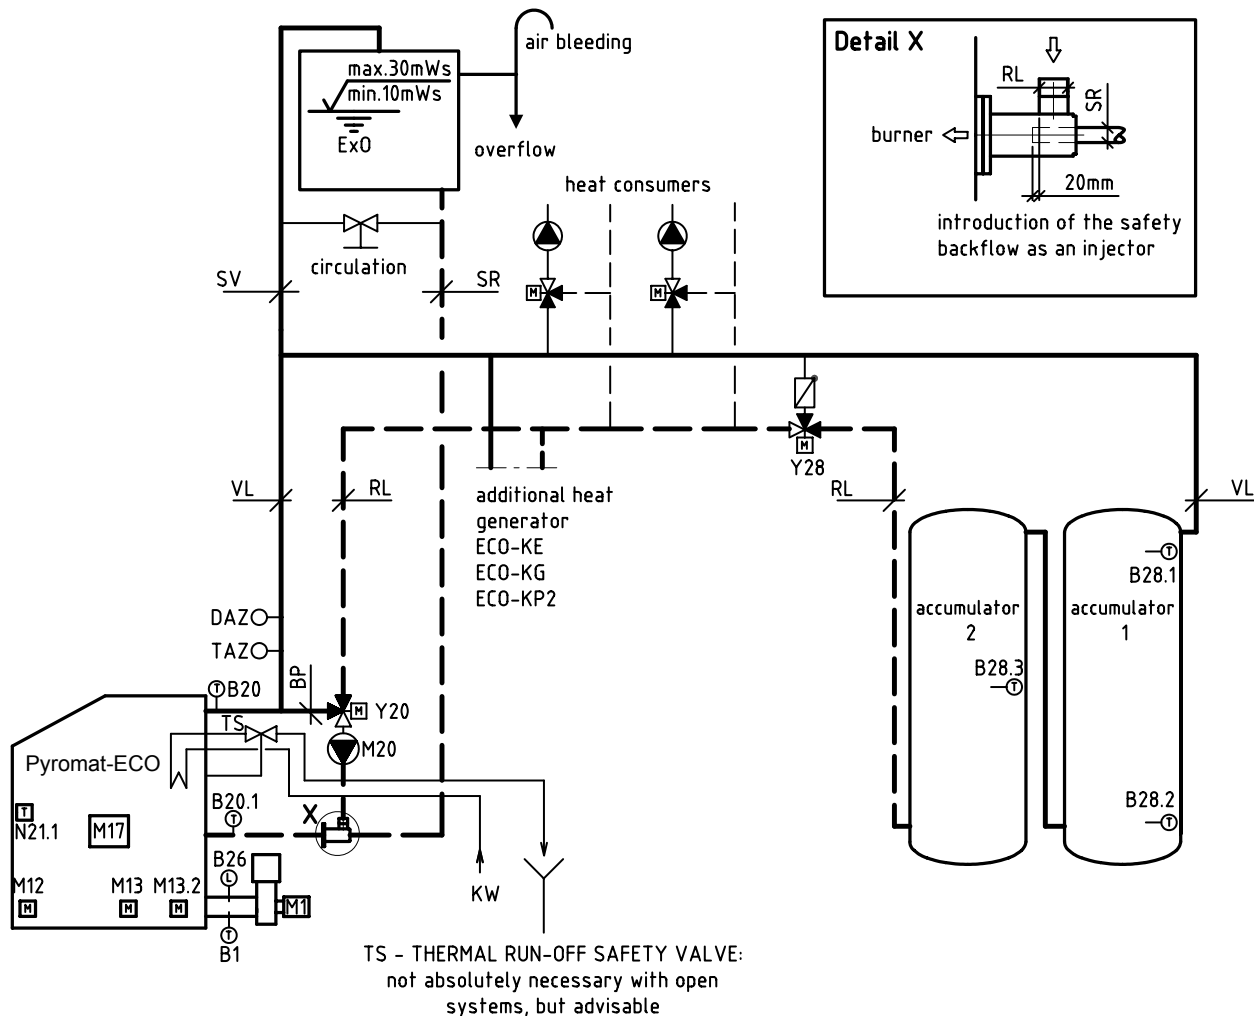 air bleeding
max.30mWs
min.10mWs
ExO
overflow
Detail X
RL
SR
burner
20mm
introduction of the safety
backflow as an injector
heat consumers
circulation
SV
SR
M
M
M
Y28
VL
RL
RL
VL
additional heat
generator
ECO-KE
ECO-KG
ECO-KP2
accumulator
2
accumulator
1
T
B28.1
B28.3
T
B28.2
T
DAZ
TAZ
BP
T
B20
TS
M
Y20
M20
Pyromat-ECO
X
B20.1
T
T
N21.1
M17
B26
L
M12
M
M13
M
M13.2
M
M1
T
B1
KW
TS - THERMAL RUN-OFF SAFETY VALVE:
not absolutely necessary with open
systems, but advisable